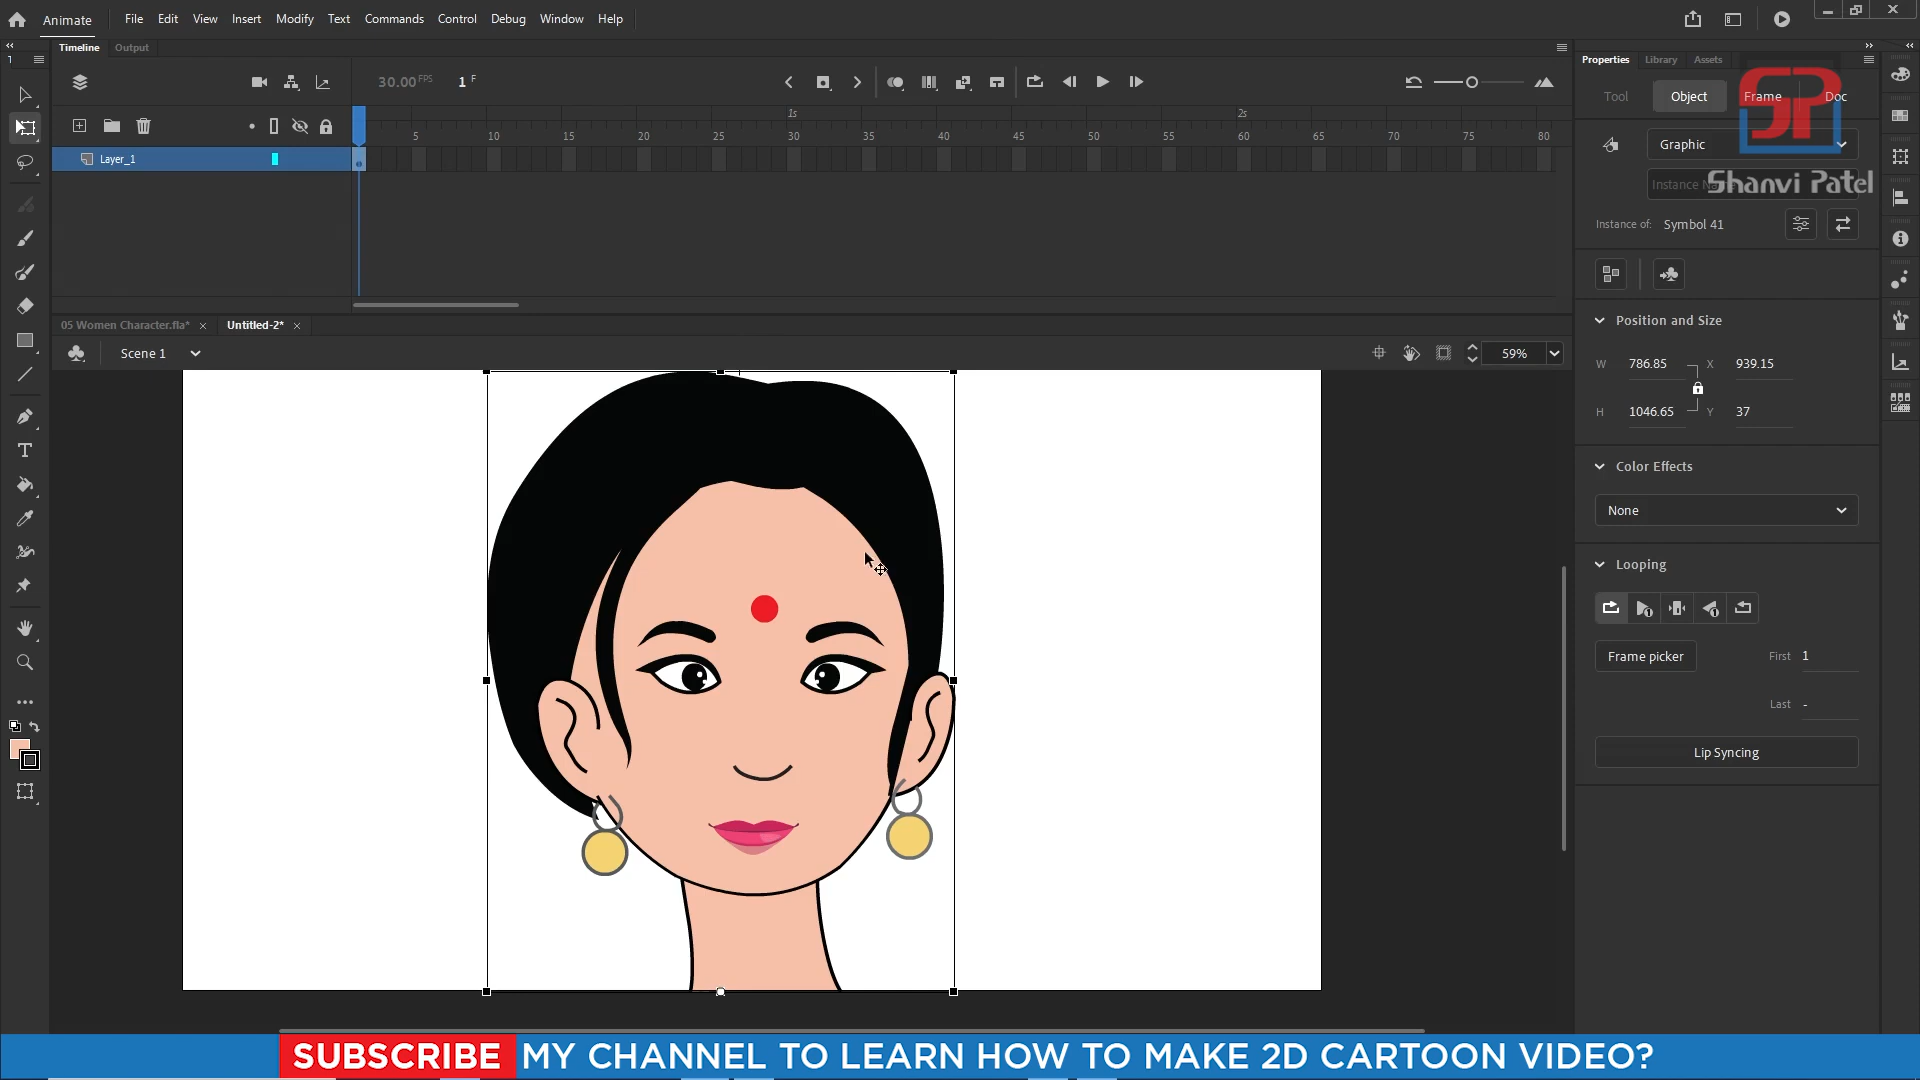 Animate File Edit View Insert Modify Text Commands Control Debug Window Help
Timeline Output
30.00 FPS 1 F
1s 2s
5 10 15 20 25 30 35 40 45 50 55 60 65 70 75 80
Layer_1
05 Women Character.fla* × Untitled-2* ×
Scene 1
59%
1
Properties Library Assets
Tool Object Frame Doc
SP
Graphic
Shanvi Patel
Instance of: Symbol 41
Position and Size
W 786.85 X 939.15
H 1046.65 Y 37
Color Effects
None
Looping
Frame picker First 1
Last -
Lip Syncing
SUBSCRIBE MY CHANNEL TO LEARN HOW TO MAKE 2D CARTOON VIDEO?